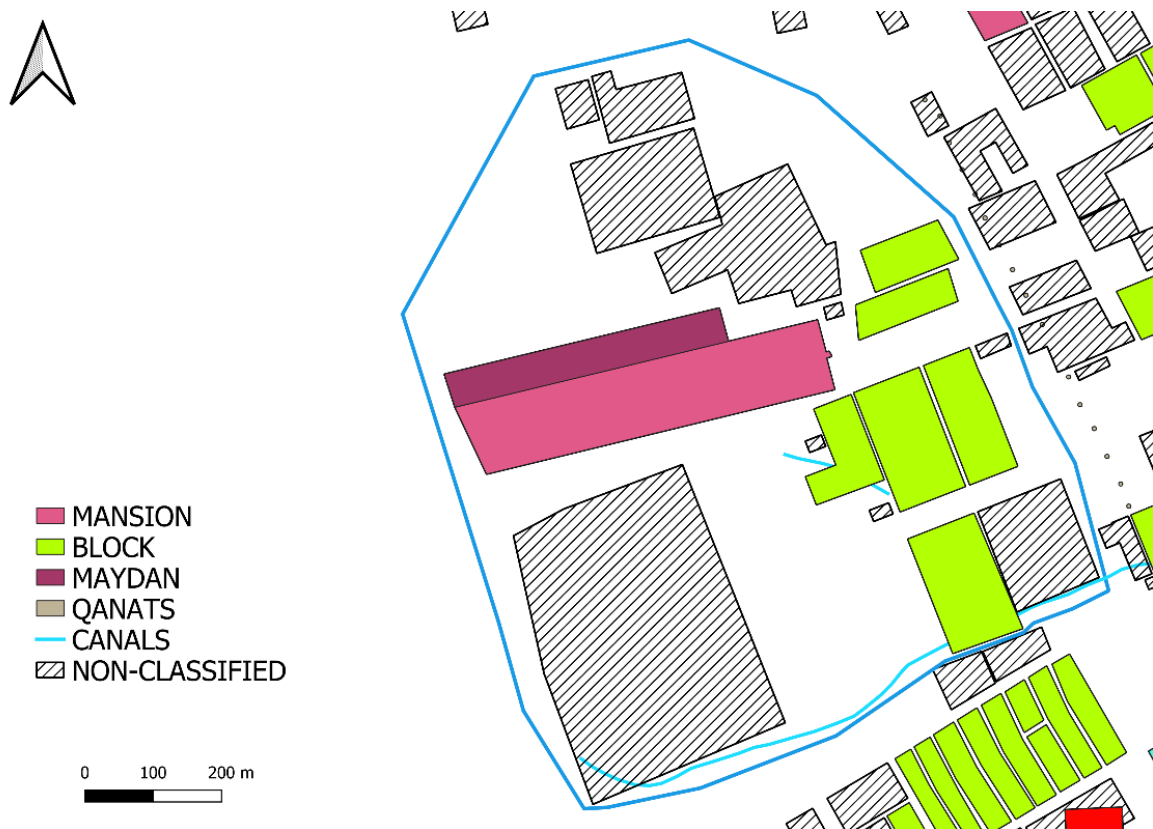 MANSION
BLOCK
MAYDAN
QANATS
CANALS
NON-CLASSIFIED
0 100 200 m